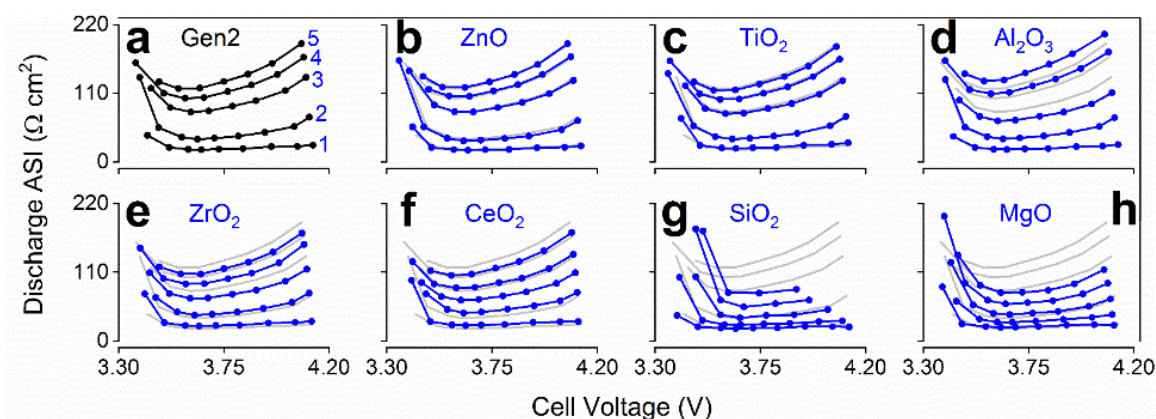 220
110
0
Discharge ASI (Ω cm²)
a Gen2
5
4
3
2
1
b ZnO
c TiO₂
d Al₂O₃
220
110
0
e ZrO₂
f CeO₂
g SiO₂
MgO h
3.30 3.75 4.20
3.30 3.75 4.20
3.30 3.75 4.20
3.30 3.75 4.20
Cell Voltage (V)